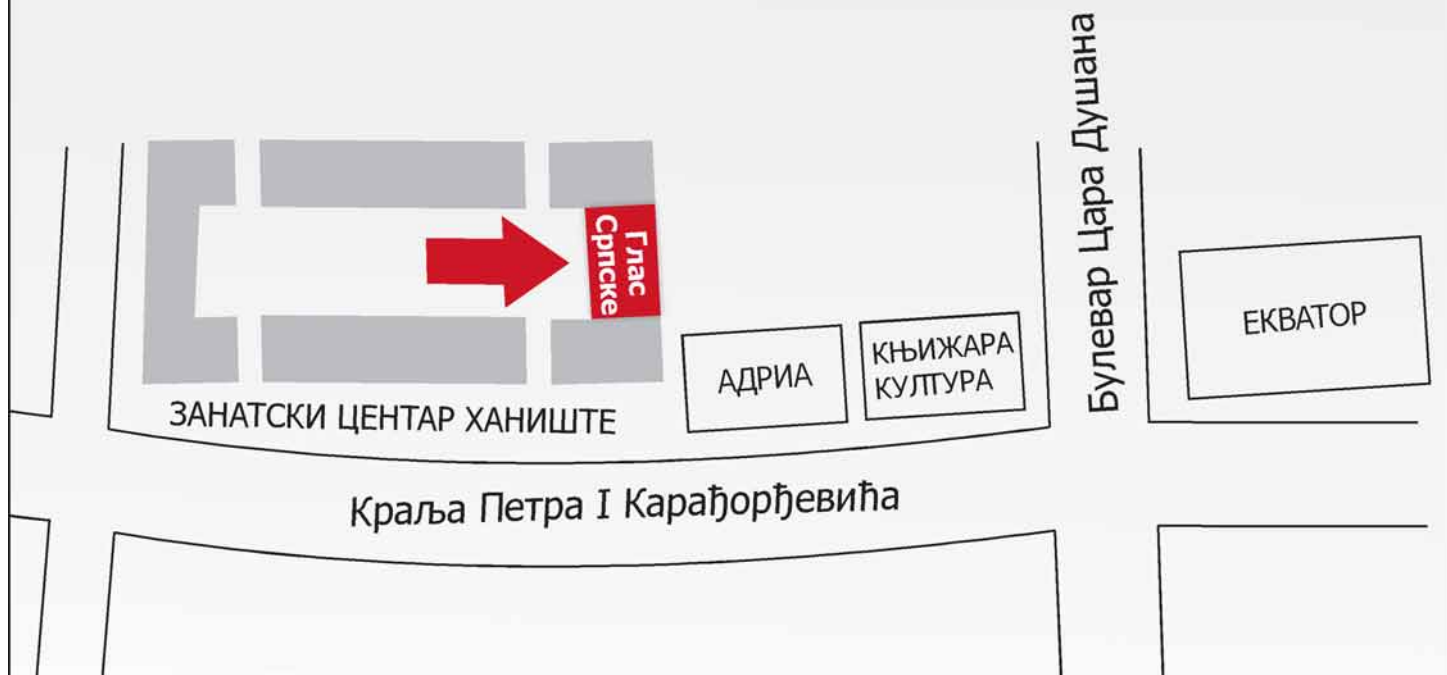 Булевар Цара Душана
Глас
Српске
ЕКВАТОР
КЊИЖАРА
КУЛТУРА
АДРИА
ЗАНАТСКИ ЦЕНТАР ХАНИШТЕ
Краља Петра I Карађорђевића